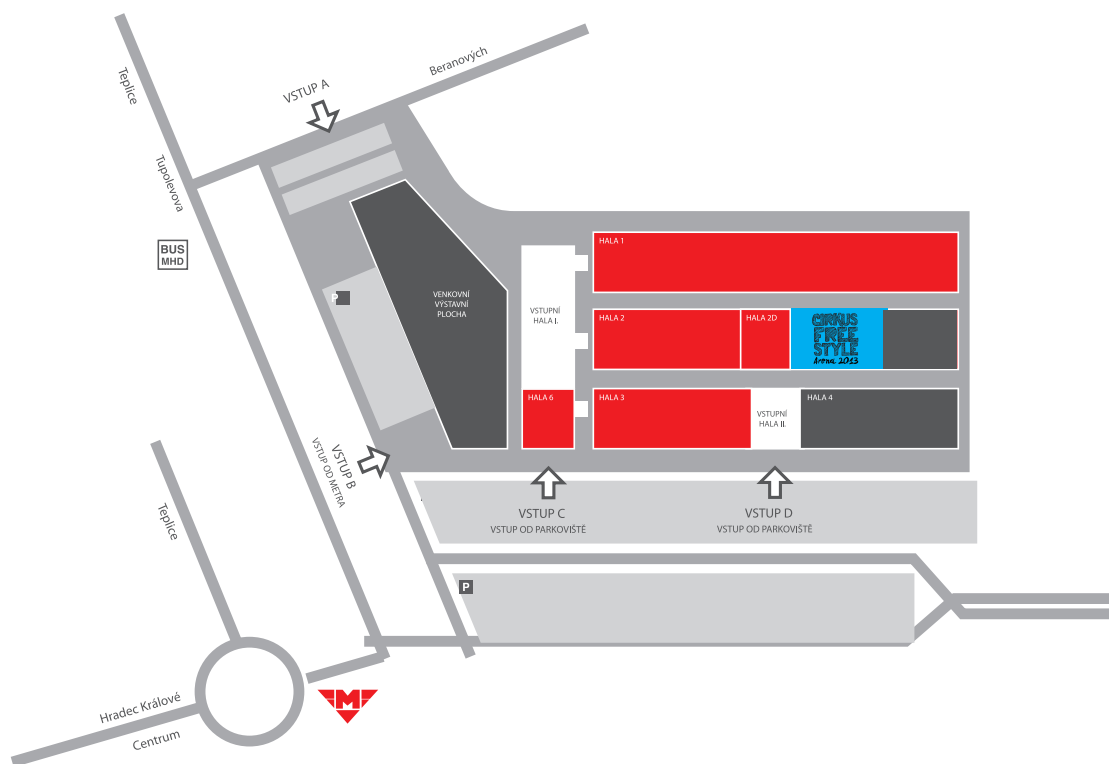 Teplice
Beranových
VSTUP A
Tupolevova
BUS
MHD
P
VENKOVNÍ
VÝSTAVNÍ
PLOCHA
VSTUPNÍ
HALA I.
HALA 1
HALA 2
HALA 2D
CIRKUS
FREE
STYLE
Arena 2013
HALA 6
HALA 3
VSTUPNÍ
HALA II.
HALA 4
VSTUP B
VSTUP OD METRA
VSTUP C
VSTUP OD PARKOVIŠTĚ
VSTUP D
VSTUP OD PARKOVIŠTĚ
Teplice
P
M
Hradec Králové
Centrum